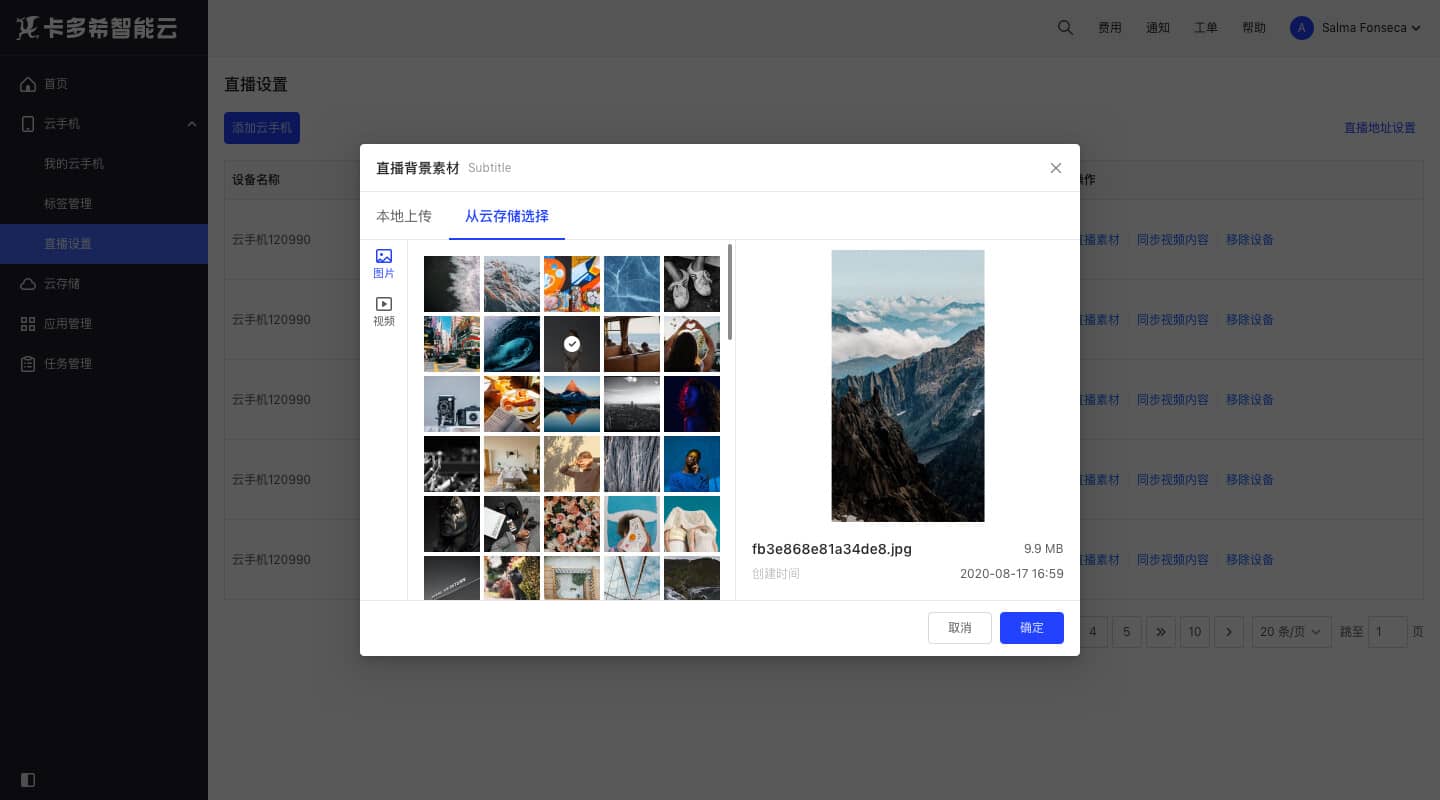 卡多希智能云
费用
通知
工单
帮助
A
Salma Fonseca
首页
云手机
我的云手机
标签管理
直播设置
云存储
应用管理
任务管理
直播设置
添加云手机
直播地址设置
设备名称
作
云手机120990
直播素材
同步视频内容
移除设备
云手机120990
直播素材
同步视频内容
移除设备
云手机120990
直播素材
同步视频内容
移除设备
云手机120990
直播素材
同步视频内容
移除设备
云手机120990
直播素材
同步视频内容
移除设备
4
5
10
20 条/页
跳至
1
页
直播背景素材
Subtitle
本地上传
从云存储选择
图片
视频
fb3e868e81a34de8.jpg
9.9 MB
创建时间
2020-08-17 16:59
取消
确定